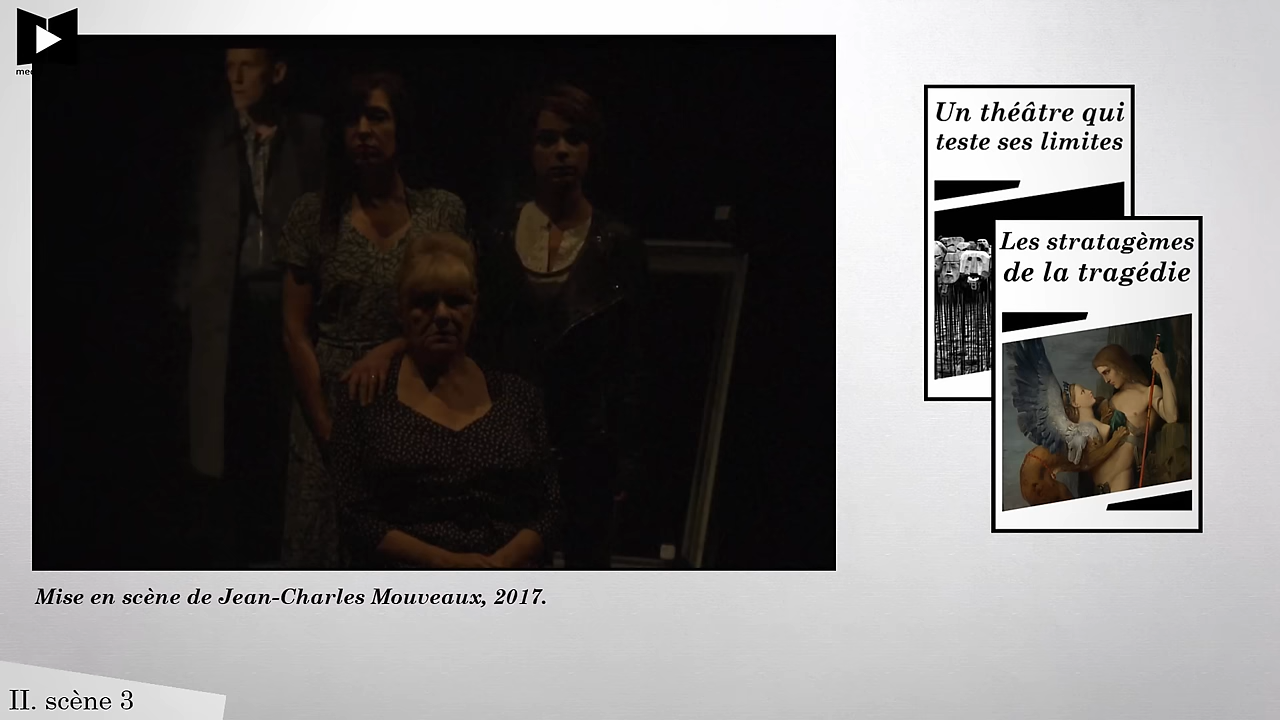 Un théâtre qui
teste ses limites
Les stratagèmes
de la tragédie
Mise en scène de Jean-Charles Mouveaux, 2017.
II. scène 3